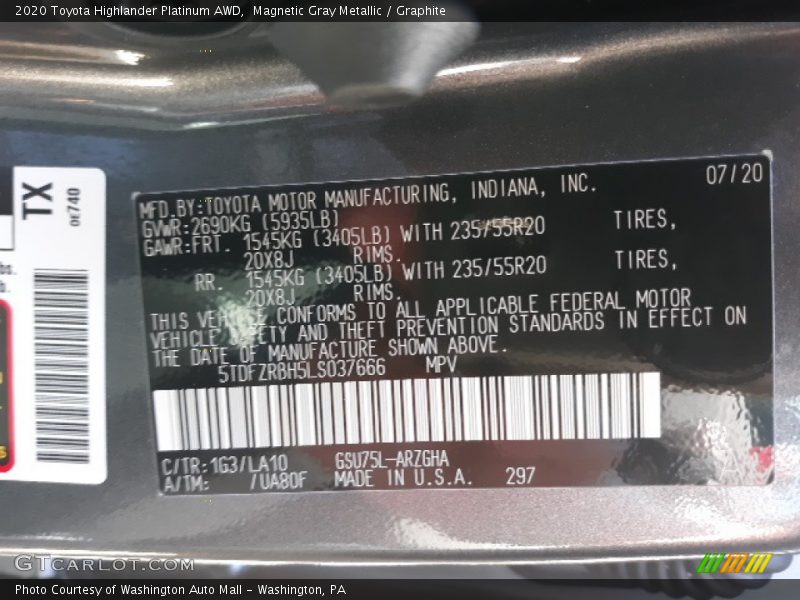 2020 Toyota Highlander Platinum AWD, Magnetic Gray Metallic / Graphite
TX
0E740
07/20
MFD.BY:TOYOTA MOTOR MANUFACTURING, INDIANA, INC.
GVWR:2690KG (5935LB)
GAWR:FRT. 1545KG (3405LB) WITH 235/55R20 TIRES,
20X8J RIMS.
RR. 1545KG (3405LB) WITH 235/55R20 TIRES,
20X8J RIMS.
THIS VEHICLE CONFORMS TO ALL APPLICABLE FEDERAL MOTOR
VEHICLE SAFETY AND THEFT PREVENTION STANDARDS IN EFFECT ON
THE DATE OF MANUFACTURE SHOWN ABOVE.
5TDFZRBH5LS037666 MPV
C/TR:1G3/LA10 GSU75L-ARZGHA
A/TM: /UA80F MADE IN U.S.A. 297
GTCARLOT.COM
Photo Courtesy of Washington Auto Mall - Washington, PA